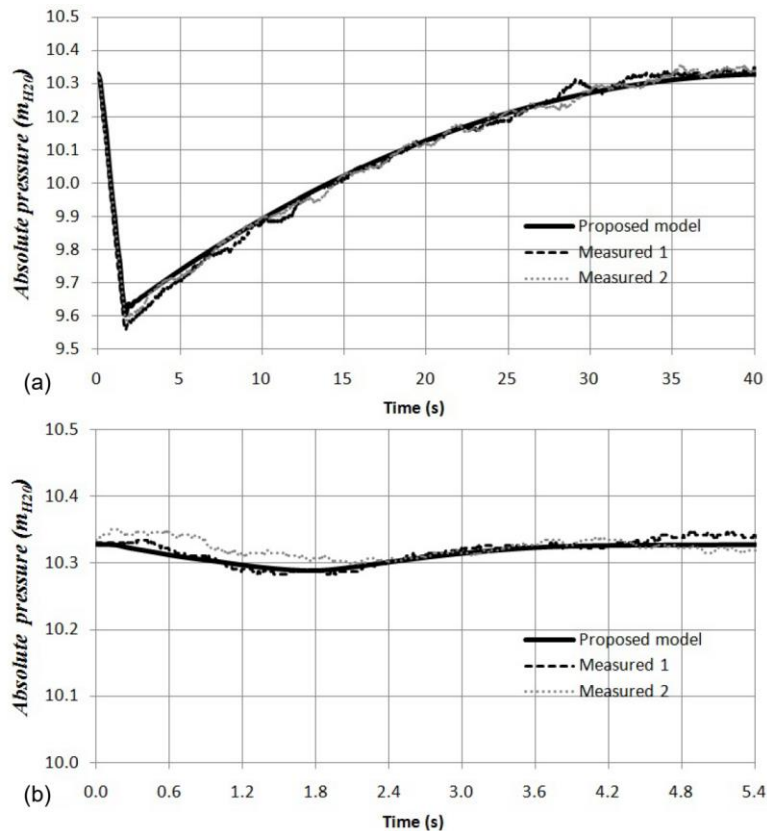 10.5
10.4
10.3
10.2
10.1
10.0
9.9
9.8
9.7
9.6
9.5
Absolute pressure (mH20)
Proposed model
Measured 1
Measured 2
(a)
0 5 10 15 20 25 30 35 40
Time (s)
10.5
10.4
10.3
10.2
10.1
10.0
Absolute pressure (mH20)
Proposed model
Measured 1
Measured 2
(b)
0.0 0.6 1.2 1.8 2.4 3.0 3.6 4.2 4.8 5.4
Time (s)